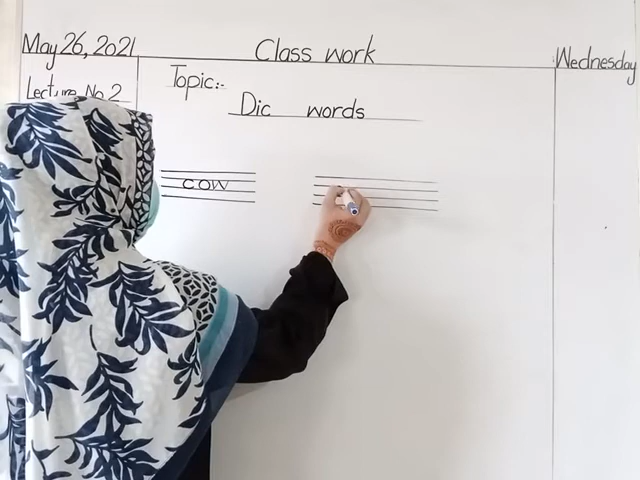 May 26, 2021
Class work
Wednesday
Lecture No 2
Topic:-
Dic words
cow